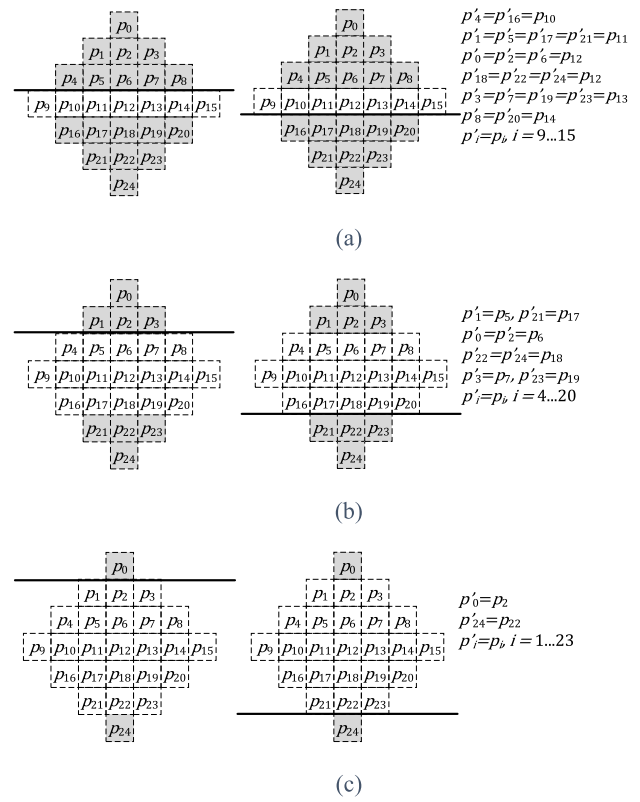 p0 p0 p′4=p′16=p10
p1 p2 p3 p1 p2 p3 p′1=p′5=p′17=p′21=p11
p4 p5 p6 p7 p8 p4 p5 p6 p7 p8 p′0=p′2=p′6=p12
p′18=p′22=p′24=p12
p9 p10 p11 p12 p13 p14 p15 p9 p10 p11 p12 p13 p14 p15 p′3=p′7=p′19=p′23=p13
p16 p17 p18 p19 p20 p16 p17 p18 p19 p20 p′8=p′20=p14
p21 p22 p23 p21 p22 p23 p′i=pi, i = 9...15
p24 p24
(a)
p0 p0
p1 p2 p3 p1 p2 p3 p′1=p5, p′21=p17
p4 p5 p6 p7 p8 p4 p5 p6 p7 p8 p′0=p′2=p6
p9 p10 p11 p12 p13 p14 p15 p9 p10 p11 p12 p13 p14 p15 p′22=p′24=p18
p′3=p7, p′23=p19
p16 p17 p18 p19 p20 p16 p17 p18 p19 p20 p′i=pi, i = 4...20
p21 p22 p23 p21 p22 p23
p24 p24
(b)
p0 p0
p1 p2 p3 p1 p2 p3 p′0=p2
p4 p5 p6 p7 p8 p4 p5 p6 p7 p8 p′24=p22
p9 p10 p11 p12 p13 p14 p15 p9 p10 p11 p12 p13 p14 p15 p′i=pi, i = 1...23
p16 p17 p18 p19 p20 p16 p17 p18 p19 p20
p21 p22 p23 p21 p22 p23
p24 p24
(c)